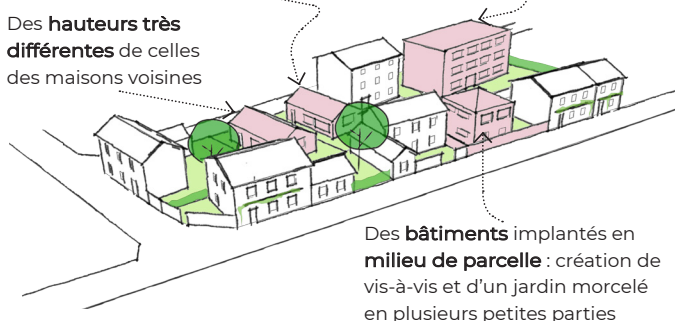 Des hauteurs très
différentes de celles
des maisons voisines
Des bâtiments implantés en
milieu de parcelle : création de
vis-à-vis et d'un jardin morcelé
en plusieurs petites parties